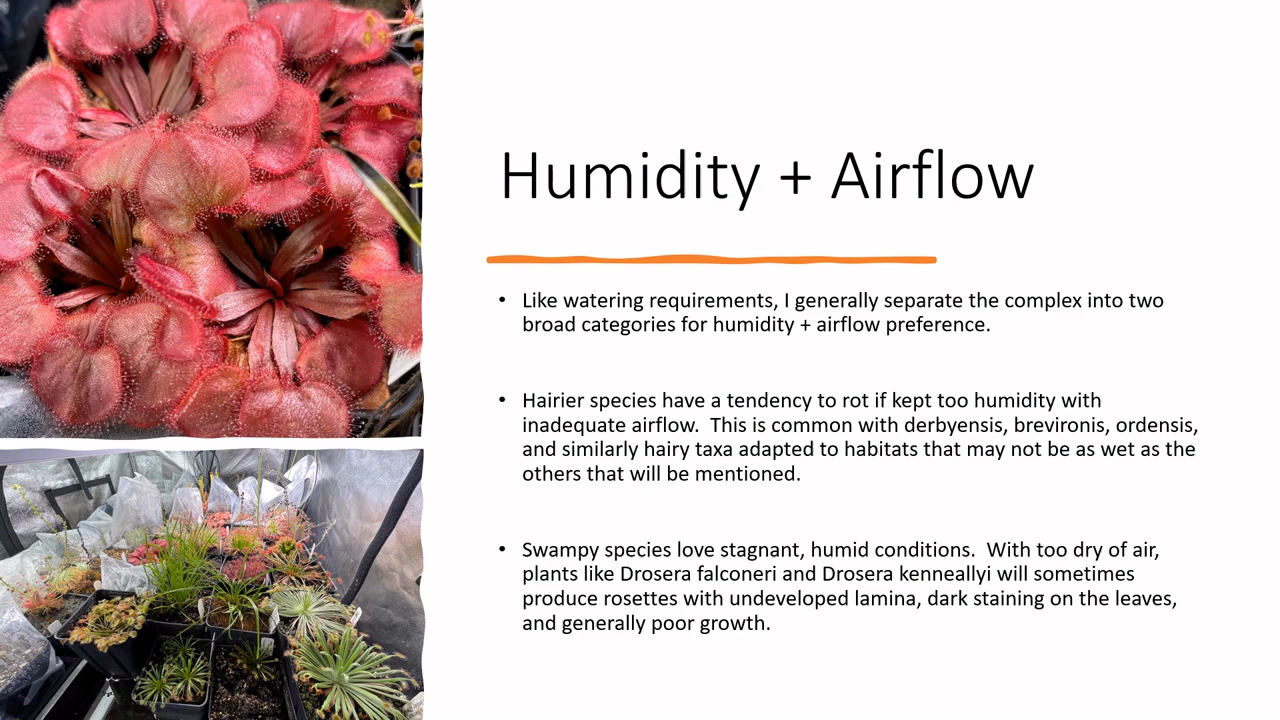 Humidity + Airflow
• Like watering requirements, I generally separate the complex into two
broad categories for humidity + airflow preference.
• Hairier species have a tendency to rot if kept too humidity with
inadequate airflow.  This is common with derbyensis, brevironis, ordensis,
and similarly hairy taxa adapted to habitats that may not be as wet as the
others that will be mentioned.
• Swampy species love stagnant, humid conditions.  With too dry of air,
plants like Drosera falconeri and Drosera kenneallyi will sometimes
produce rosettes with undeveloped lamina, dark staining on the leaves,
and generally poor growth.